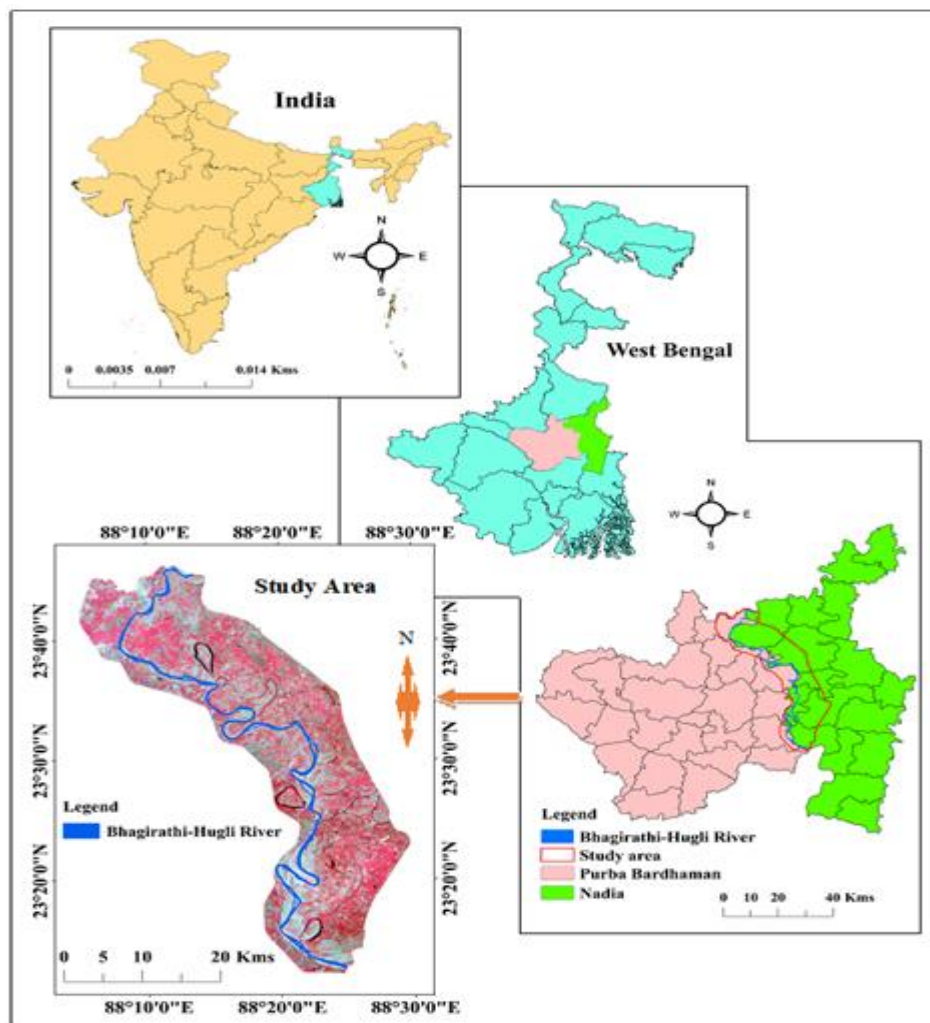 India
N
W E
S
0 0.0035 0.007 0.014 Kms
West Bengal
N
W E
S
88°10'0"E 88°20'0"E 88°30'0"E
Study Area
N
23°40'0"N 23°40'0"N
23°30'0"N 23°30'0"N
23°20'0"N 23°20'0"N
Legend
Bhagirathi-Hugli River
0 5 10 20 Kms
88°10'0"E 88°20'0"E 88°30'0"E
Legend
Bhagirathi-Hugli River
Study area
Purba Bardhaman
Nadia
0 10 20 40 Kms